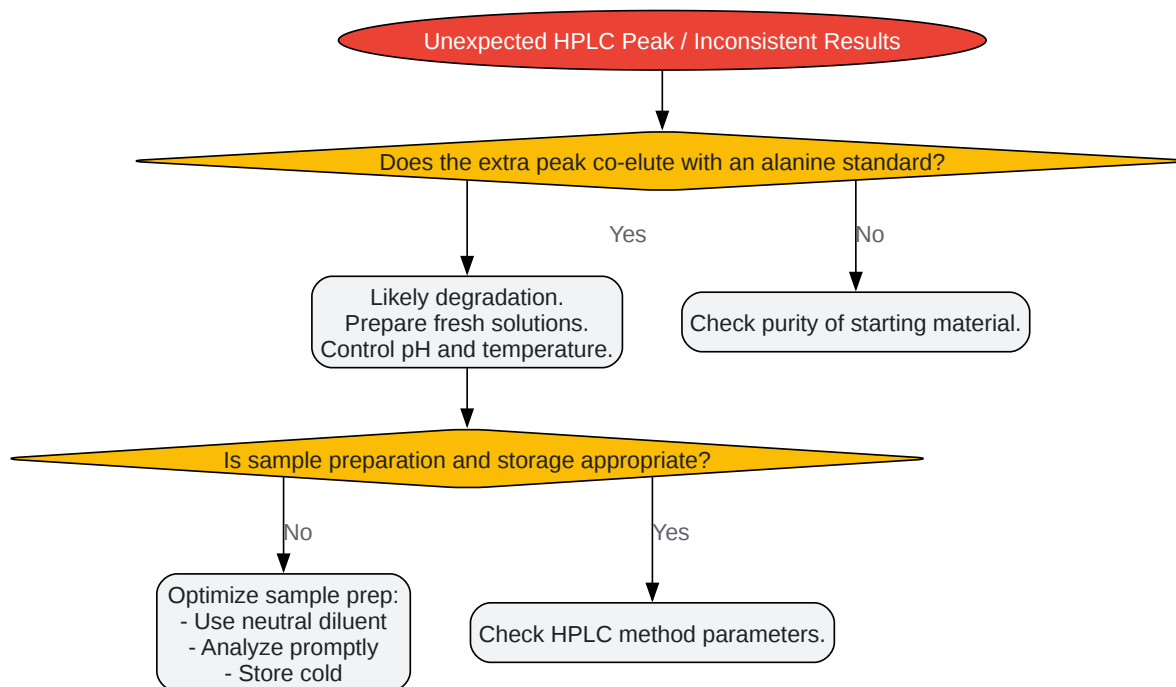 Unexpected HPLC Peak / Inconsistent Results
Does the extra peak co-elute with an alanine standard?
Yes
No
Likely degradation.
Prepare fresh solutions.
Control pH and temperature.
Check purity of starting material.
Is sample preparation and storage appropriate?
No
Yes
Optimize sample prep:
- Use neutral diluent
- Analyze promptly
- Store cold
Check HPLC method parameters.